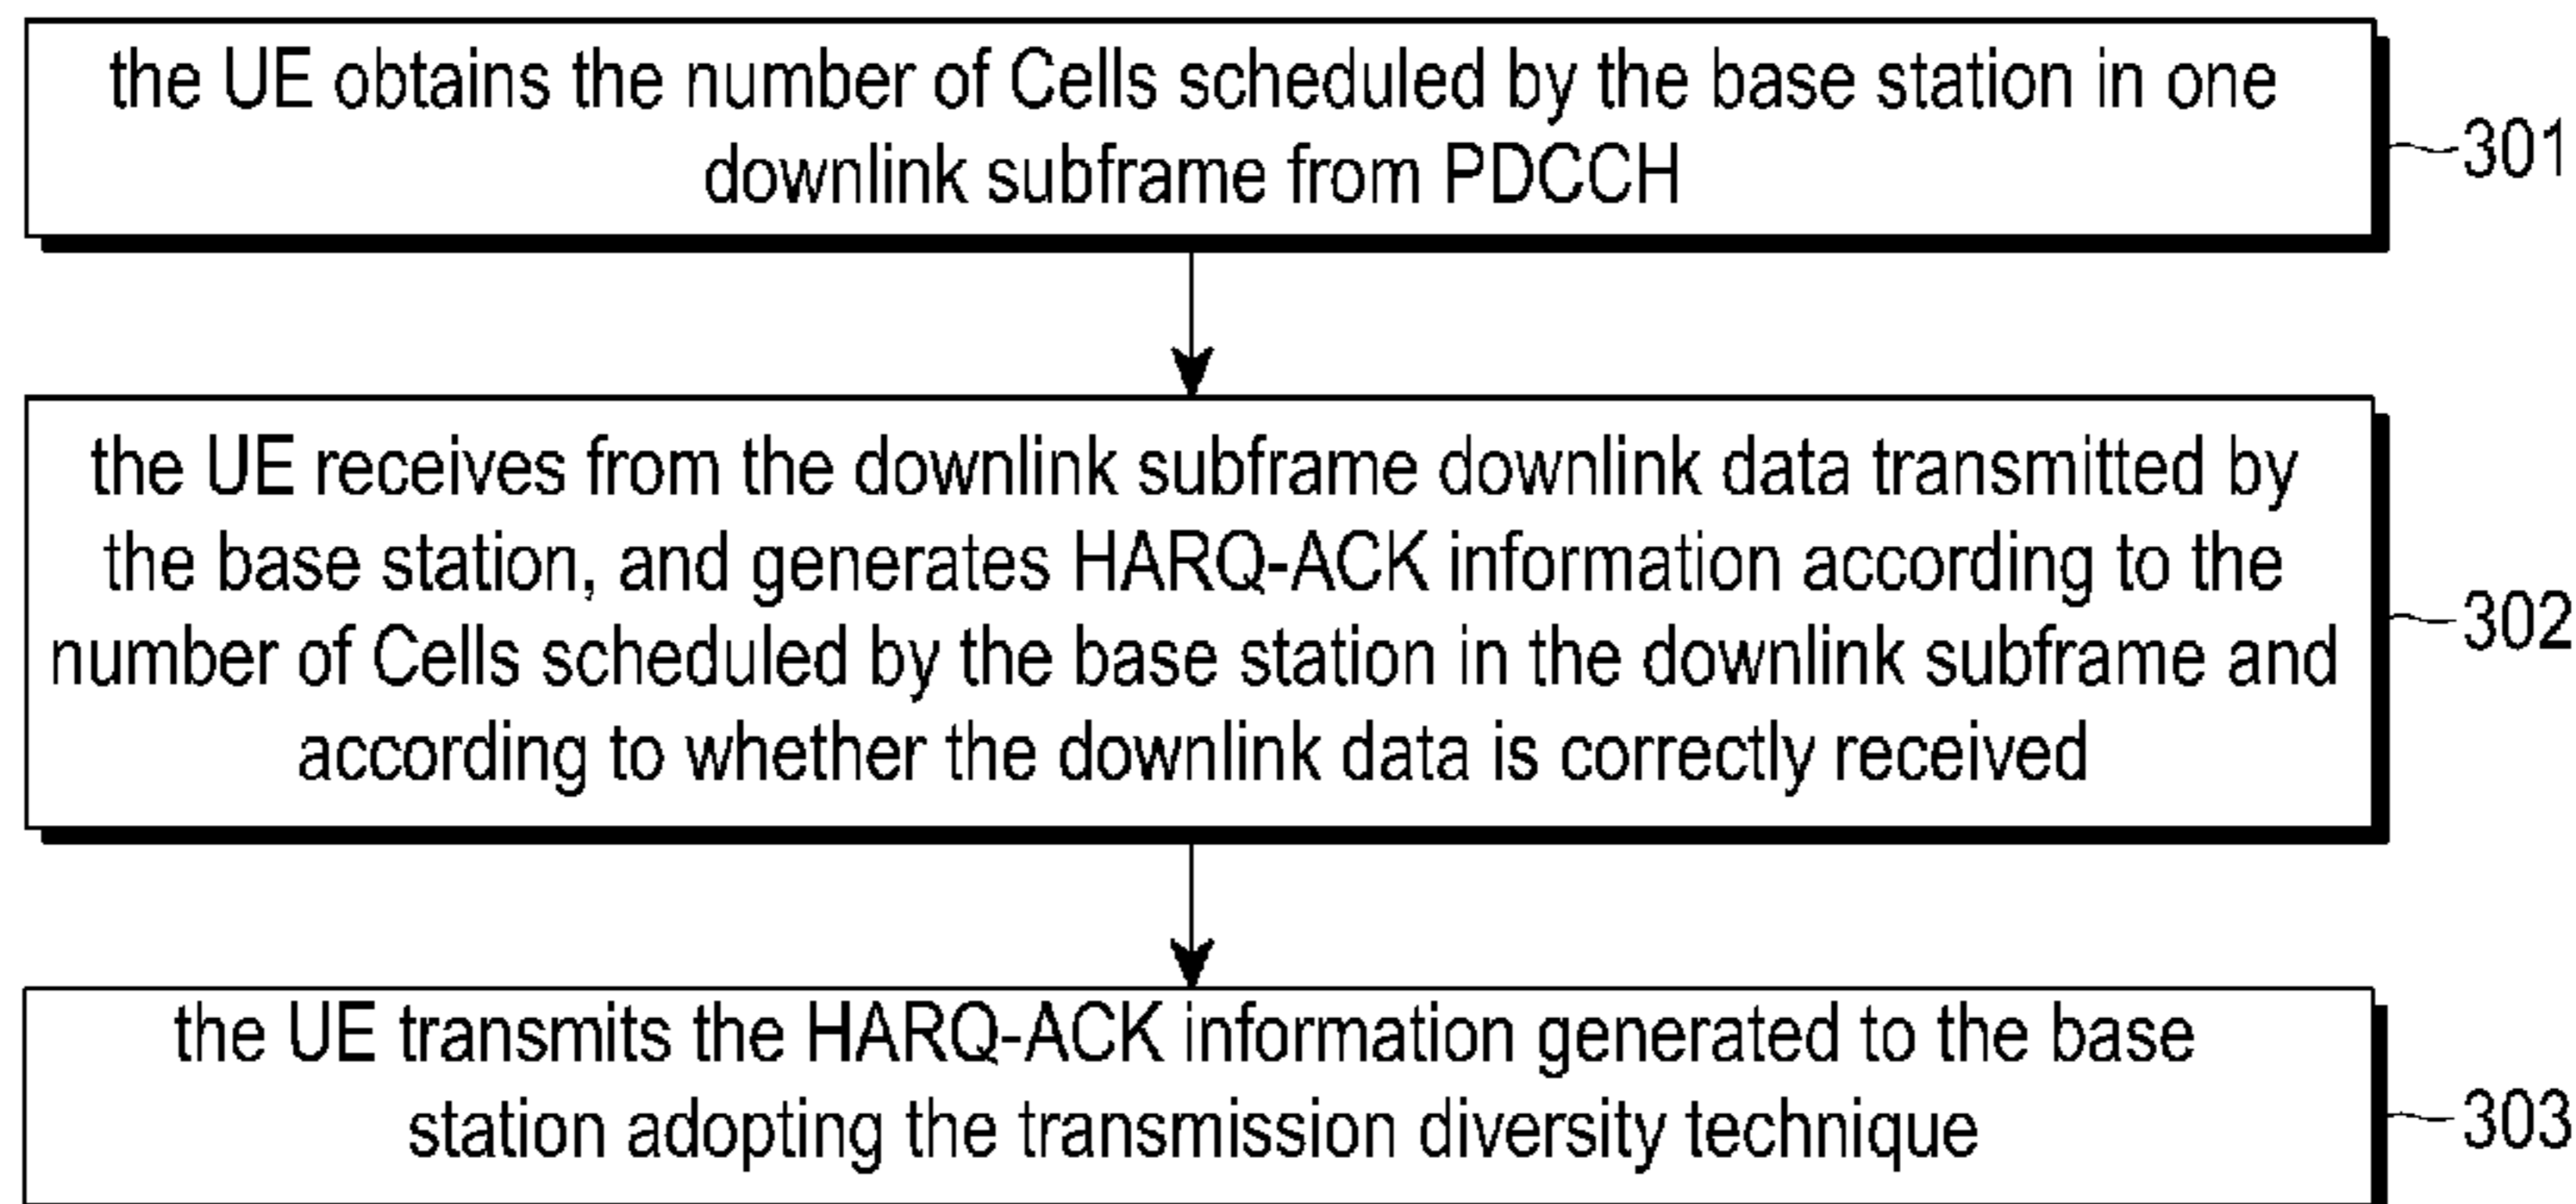 the UE obtains the number of Cells scheduled by the base station in one
downlink subframe from PDCCH
301
the UE receives from the downlink subframe downlink data transmitted by
the base station, and generates HARQ-ACK information according to the
number of Cells scheduled by the base station in the downlink subframe and
according to whether the downlink data is correctly received
302
the UE transmits the HARQ-ACK information generated to the base
station adopting the transmission diversity technique
303